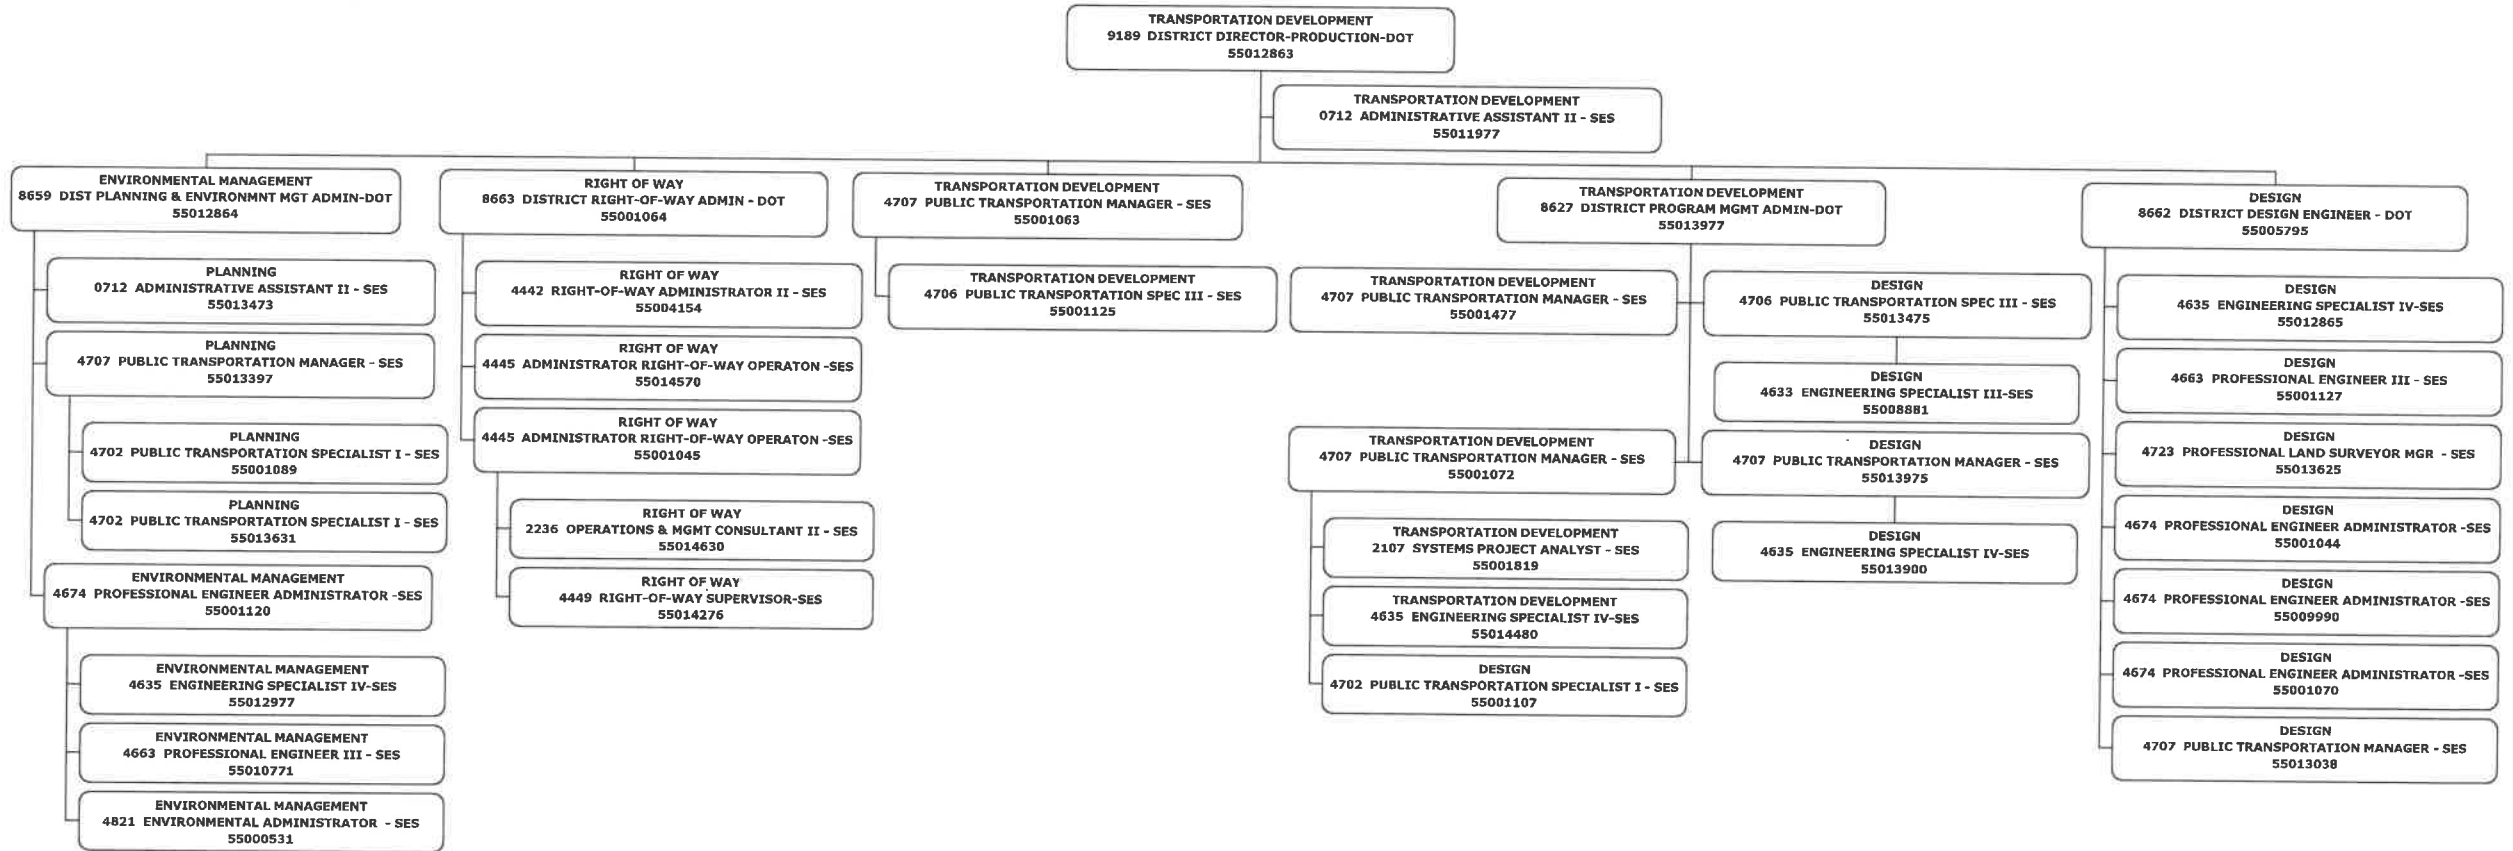 TRANSPORTATION DEVELOPMENT
9189 DISTRICT DIRECTOR-PRODUCTION-DOT
55012863
TRANSPORTATION DEVELOPMENT
0712 ADMINISTRATIVE ASSISTANT II - SES
55011977
ENVIRONMENTAL MANAGEMENT
8659 DIST PLANNING & ENVIRONMNT MGT ADMIN-DOT
55012864
PLANNING
0712 ADMINISTRATIVE ASSISTANT II - SES
55013473
PLANNING
4707 PUBLIC TRANSPORTATION MANAGER - SES
55013397
PLANNING
4702 PUBLIC TRANSPORTATION SPECIALIST I - SES
55001089
PLANNING
4702 PUBLIC TRANSPORTATION SPECIALIST I - SES
55013631
ENVIRONMENTAL MANAGEMENT
4674 PROFESSIONAL ENGINEER ADMINISTRATOR -SES
55001120
ENVIRONMENTAL MANAGEMENT
4635 ENGINEERING SPECIALIST IV-SES
55012977
ENVIRONMENTAL MANAGEMENT
4663 PROFESSIONAL ENGINEER III - SES
55010771
ENVIRONMENTAL MANAGEMENT
4821 ENVIRONMENTAL ADMINISTRATOR - SES
55000531
RIGHT OF WAY
8663 DISTRICT RIGHT-OF-WAY ADMIN - DOT
55001064
RIGHT OF WAY
4442 RIGHT-OF-WAY ADMINISTRATOR II - SES
55004154
RIGHT OF WAY
4445 ADMINISTRATOR RIGHT-OF-WAY OPERATON -SES
55014570
RIGHT OF WAY
4445 ADMINISTRATOR RIGHT-OF-WAY OPERATON -SES
55001045
RIGHT OF WAY
2236 OPERATIONS & MGMT CONSULTANT II - SES
55014630
RIGHT OF WAY
4449 RIGHT-OF-WAY SUPERVISOR-SES
55014276
TRANSPORTATION DEVELOPMENT
4707 PUBLIC TRANSPORTATION MANAGER - SES
55001063
TRANSPORTATION DEVELOPMENT
4706 PUBLIC TRANSPORTATION SPEC III - SES
55001125
TRANSPORTATION DEVELOPMENT
8627 DISTRICT PROGRAM MGMT ADMIN-DOT
55013977
TRANSPORTATION DEVELOPMENT
4707 PUBLIC TRANSPORTATION MANAGER - SES
55001477
DESIGN
4706 PUBLIC TRANSPORTATION SPEC III - SES
55013475
DESIGN
4633 ENGINEERING SPECIALIST III-SES
55008881
TRANSPORTATION DEVELOPMENT
4707 PUBLIC TRANSPORTATION MANAGER - SES
55001072
TRANSPORTATION DEVELOPMENT
2107 SYSTEMS PROJECT ANALYST - SES
55001819
TRANSPORTATION DEVELOPMENT
4635 ENGINEERING SPECIALIST IV-SES
55014480
DESIGN
4702 PUBLIC TRANSPORTATION SPECIALIST I - SES
55001107
DESIGN
4707 PUBLIC TRANSPORTATION MANAGER - SES
55013975
DESIGN
4635 ENGINEERING SPECIALIST IV-SES
55013900
DESIGN
8662 DISTRICT DESIGN ENGINEER - DOT
55005795
DESIGN
4635 ENGINEERING SPECIALIST IV-SES
55012865
DESIGN
4663 PROFESSIONAL ENGINEER III - SES
55001127
DESIGN
4723 PROFESSIONAL LAND SURVEYOR MGR - SES
55013625
DESIGN
4674 PROFESSIONAL ENGINEER ADMINISTRATOR -SES
55001044
DESIGN
4674 PROFESSIONAL ENGINEER ADMINISTRATOR -SES
55009990
DESIGN
4674 PROFESSIONAL ENGINEER ADMINISTRATOR -SES
55001070
DESIGN
4707 PUBLIC TRANSPORTATION MANAGER - SES
55013038